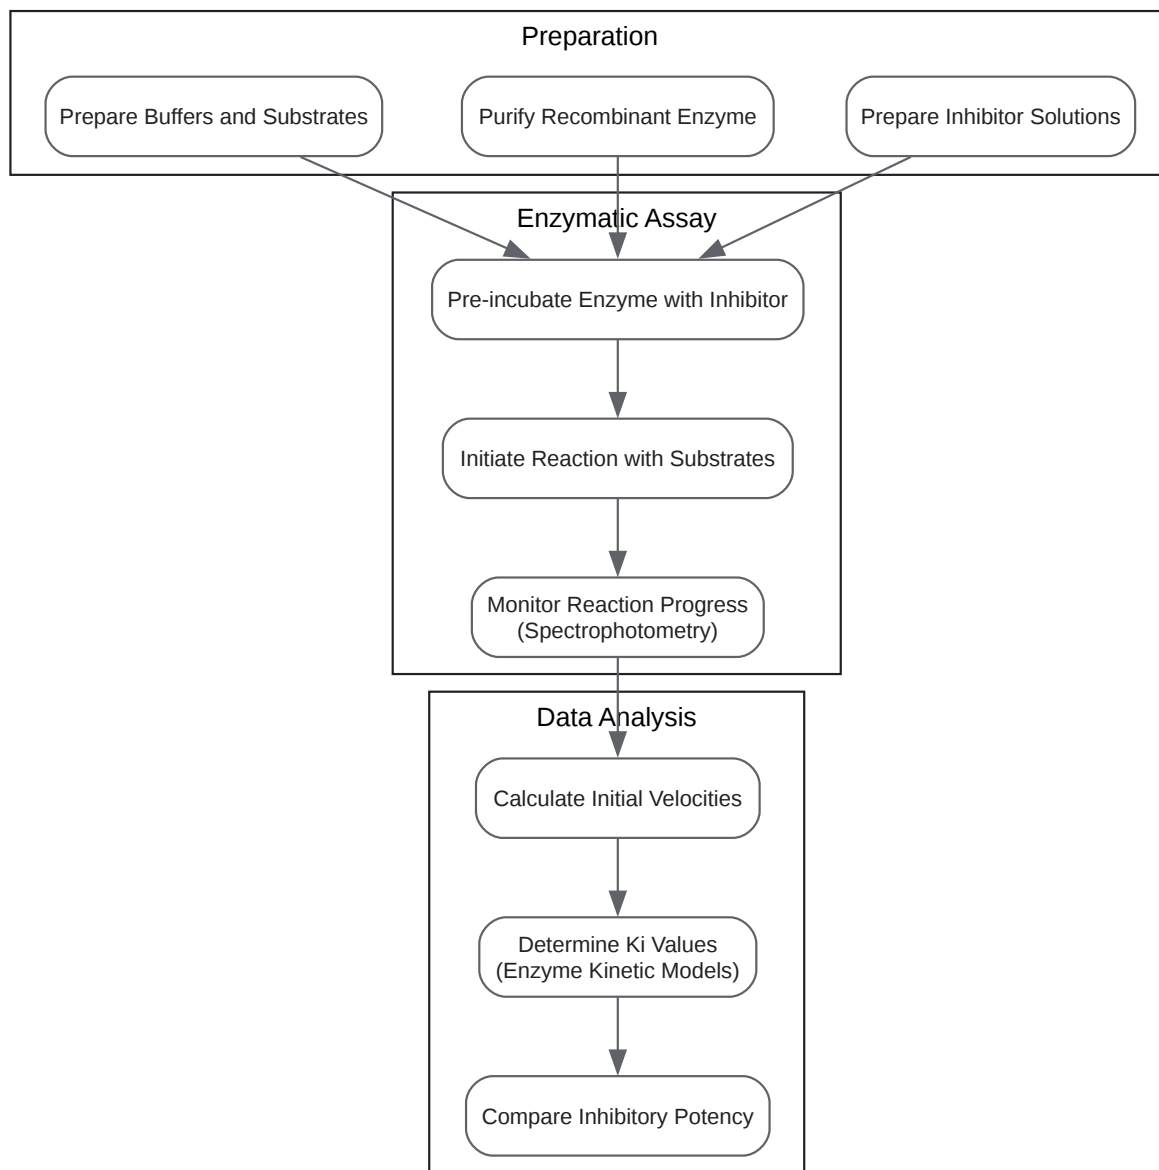 Preparation
Prepare Buffers and Substrates
Purify Recombinant Enzyme
Prepare Inhibitor Solutions
Enzymatic Assay
Pre-incubate Enzyme with Inhibitor
Initiate Reaction with Substrates
Monitor Reaction Progress
(Spectrophotometry)
Data Analysis
Calculate Initial Velocities
Determine Ki Values
(Enzyme Kinetic Models)
Compare Inhibitory Potency